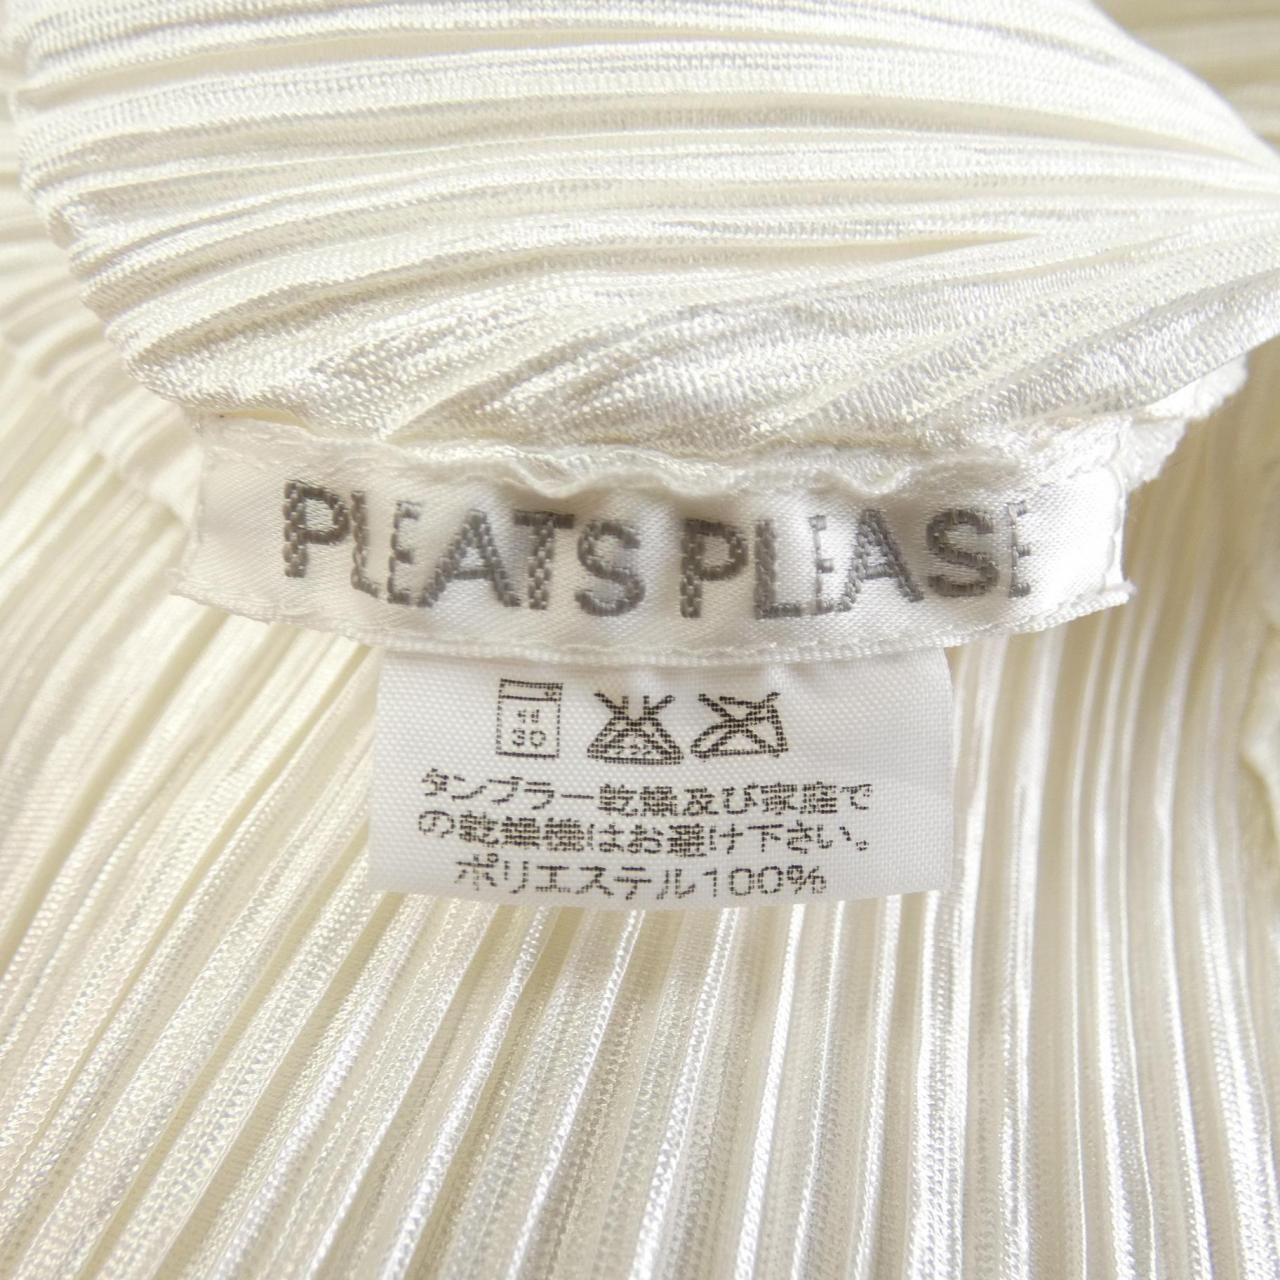 PLEATS PLEASE
30
タンブラー乾燥及び家庭で
の乾燥機はお避け下さい。
ポリエステル100%